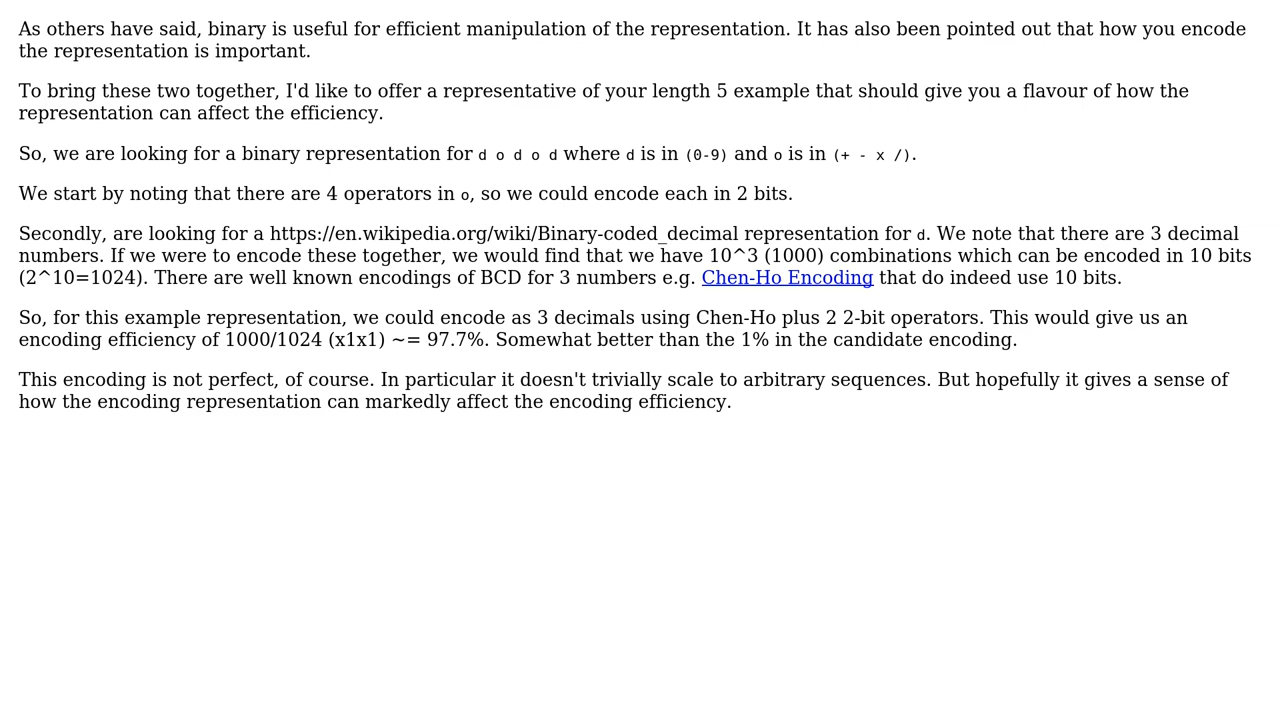 As others have said, binary is useful for efficient manipulation of the representation. It has also been pointed out that how you encode
the representation is important.
To bring these two together, I'd like to offer a representative of your length 5 example that should give you a flavour of how the
representation can affect the efficiency.
So, we are looking for a binary representation for d o d o d where d is in (0-9) and o is in (+ - x /).
We start by noting that there are 4 operators in o, so we could encode each in 2 bits.
Secondly, are looking for a https://en.wikipedia.org/wiki/Binary-coded_decimal representation for d. We note that there are 3 decimal
numbers. If we were to encode these together, we would find that we have 10^3 (1000) combinations which can be encoded in 10 bits
(2^10=1024). There are well known encodings of BCD for 3 numbers e.g. Chen-Ho Encoding that do indeed use 10 bits.
So, for this example representation, we could encode as 3 decimals using Chen-Ho plus 2 2-bit operators. This would give us an
encoding efficiency of 1000/1024 (x1x1) ~= 97.7%. Somewhat better than the 1% in the candidate encoding.
This encoding is not perfect, of course. In particular it doesn't trivially scale to arbitrary sequences. But hopefully it gives a sense of
how the encoding representation can markedly affect the encoding efficiency.